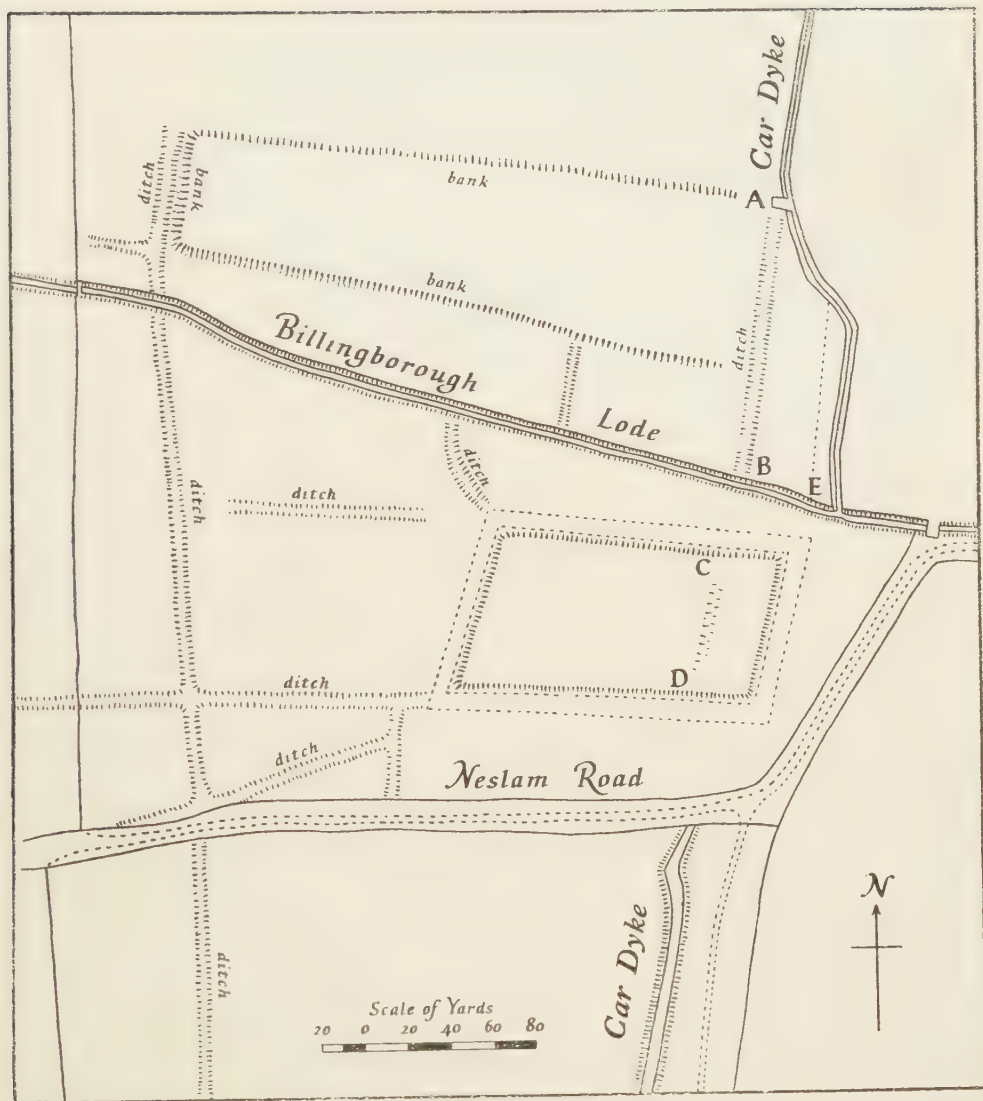 Car Dyke
ditch
bank
bank
A
bank
ditch
Billingborough
Lode
B
E
ditch
ditch
ditch
C
D
ditch
ditch
Neslam Road
N
Car Dyke
ditch
Scale of Yards
20 0 20 40 60 80